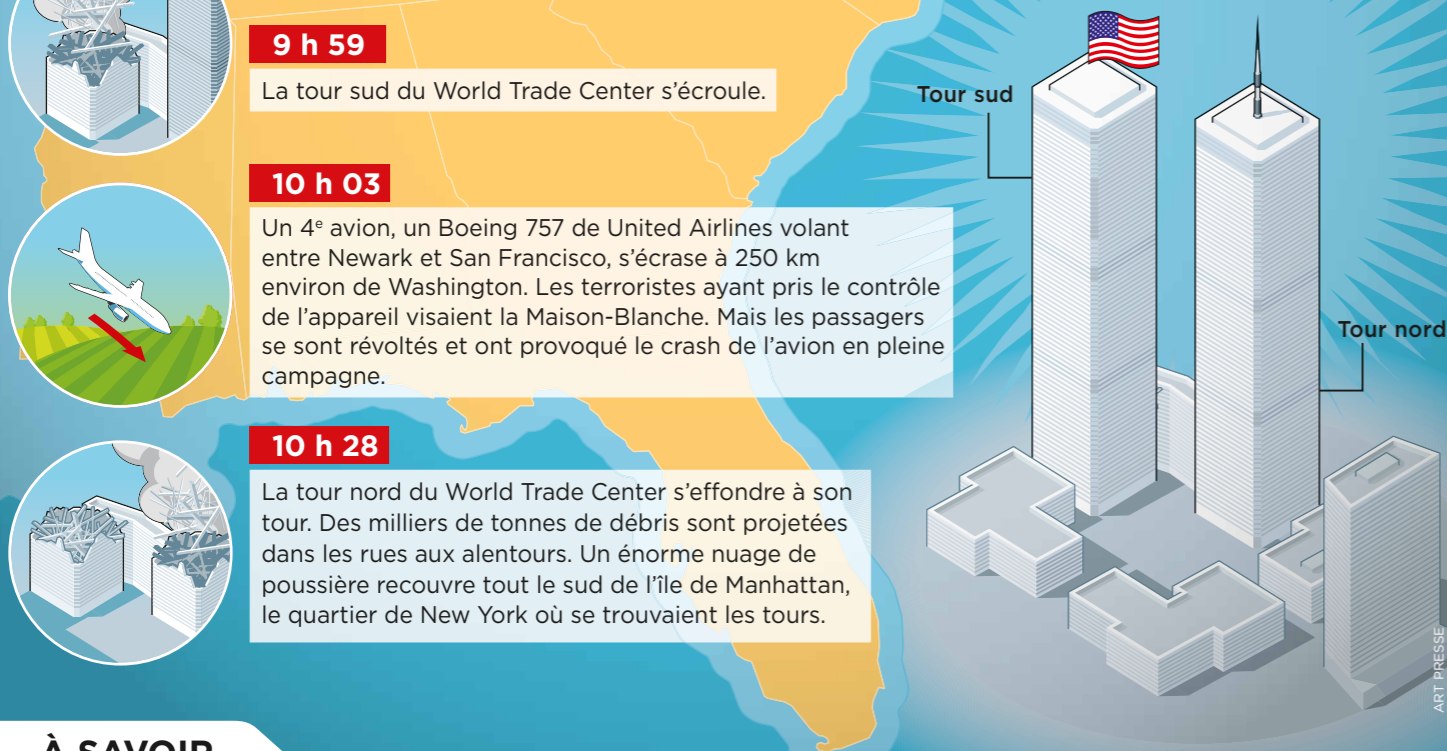 9 h 59
La tour sud du World Trade Center s’écroule.
10 h 03
Un 4e avion, un Boeing 757 de United Airlines volant
entre Newark et San Francisco, s’écrase à 250 km
environ de Washington. Les terroristes ayant pris le contrôle
de l’appareil visaient la Maison-Blanche. Mais les passagers
se sont révoltés et ont provoqué le crash de l’avion en pleine
campagne.
10 h 28
La tour nord du World Trade Center s’effondre à son
tour. Des milliers de tonnes de débris sont projetées
dans les rues aux alentours. Un énorme nuage de
poussière recouvre tout le sud de l’île de Manhattan,
le quartier de New York où se trouvaient les tours.
Tour sud
Tour nord
ART PRESSE
À SAVOIR